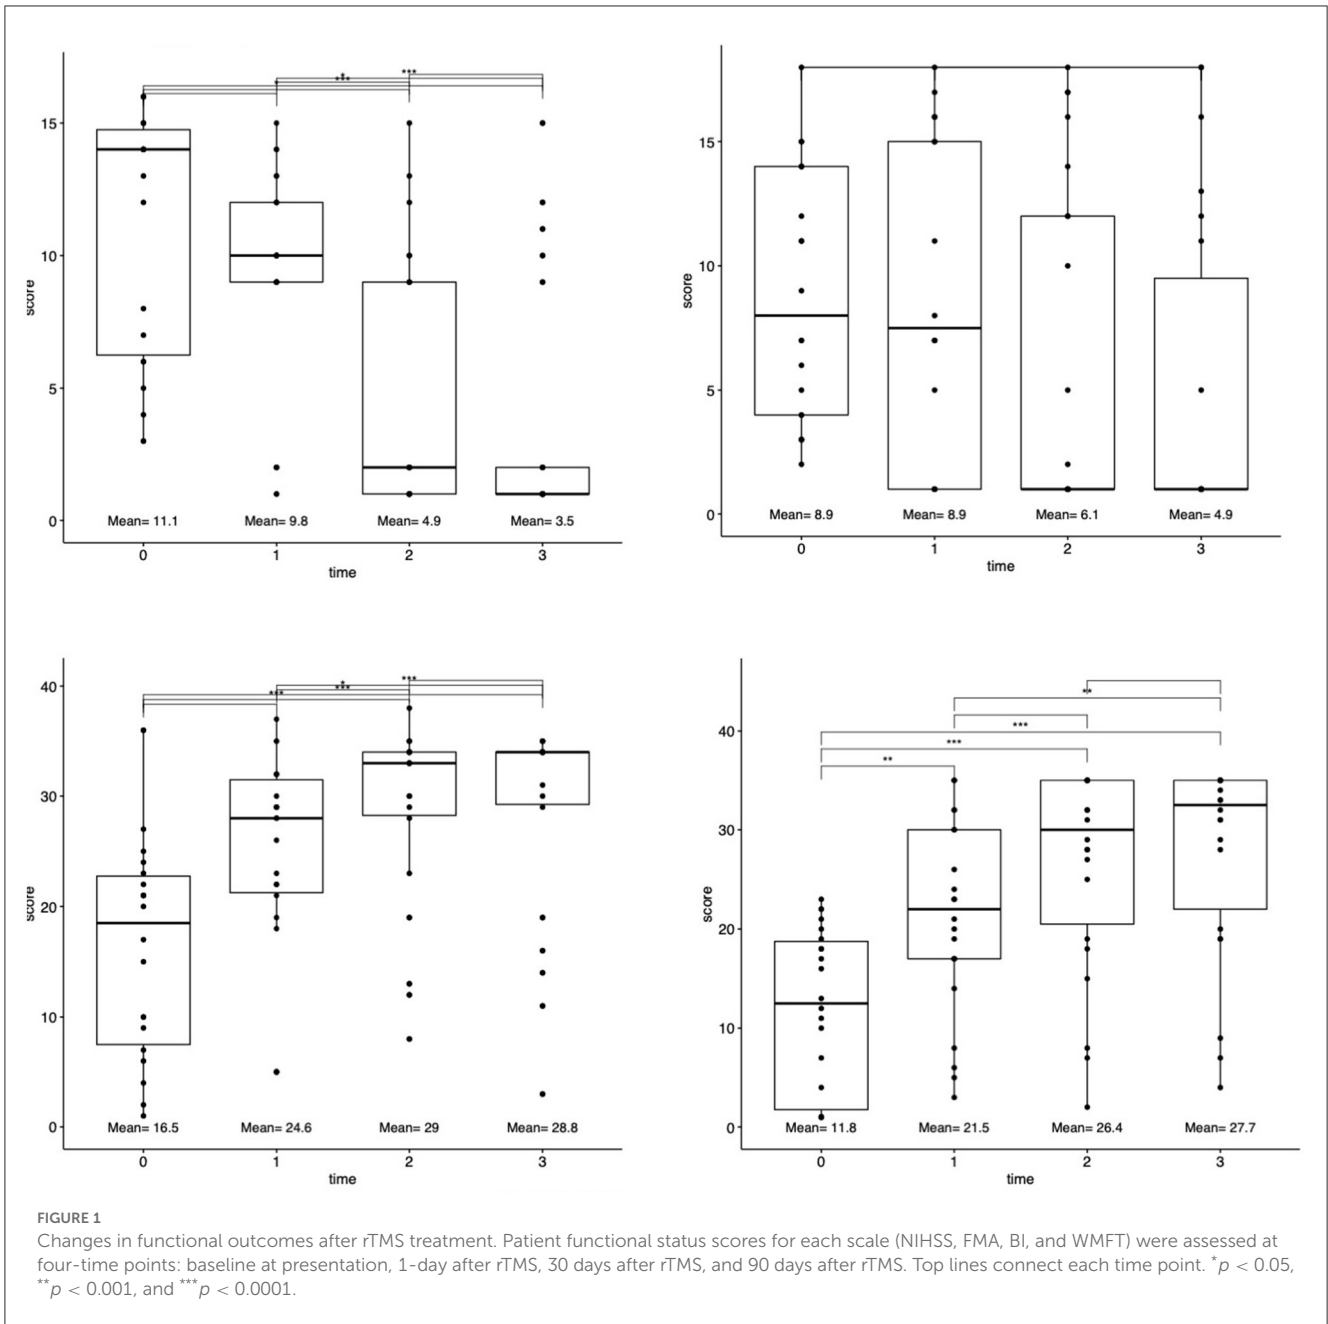 * *** ***
***
15
10
5
0
score
Mean= 11.1 Mean= 9.8 Mean= 4.9 Mean= 3.5
0 1 2 3
time
15
10
5
0
score
Mean= 8.9 Mean= 8.9 Mean= 6.1 Mean= 4.9
0 1 2 3
time
* ***
*** ***
40
30
20
10
0
score
Mean= 16.5 Mean= 24.6 Mean= 29 Mean= 28.8
0 1 2 3
time
**
***
***
**
40
30
20
10
0
score
Mean= 11.8 Mean= 21.5 Mean= 26.4 Mean= 27.7
0 1 2 3
time
FIGURE 1
Changes in functional outcomes after rTMS treatment. Patient functional status scores for each scale (NIHSS, FMA, BI, and WMFT) were assessed at
four-time points: baseline at presentation, 1-day after rTMS, 30 days after rTMS, and 90 days after rTMS. Top lines connect each time point. *p < 0.05,
**p < 0.001, and ***p < 0.0001.